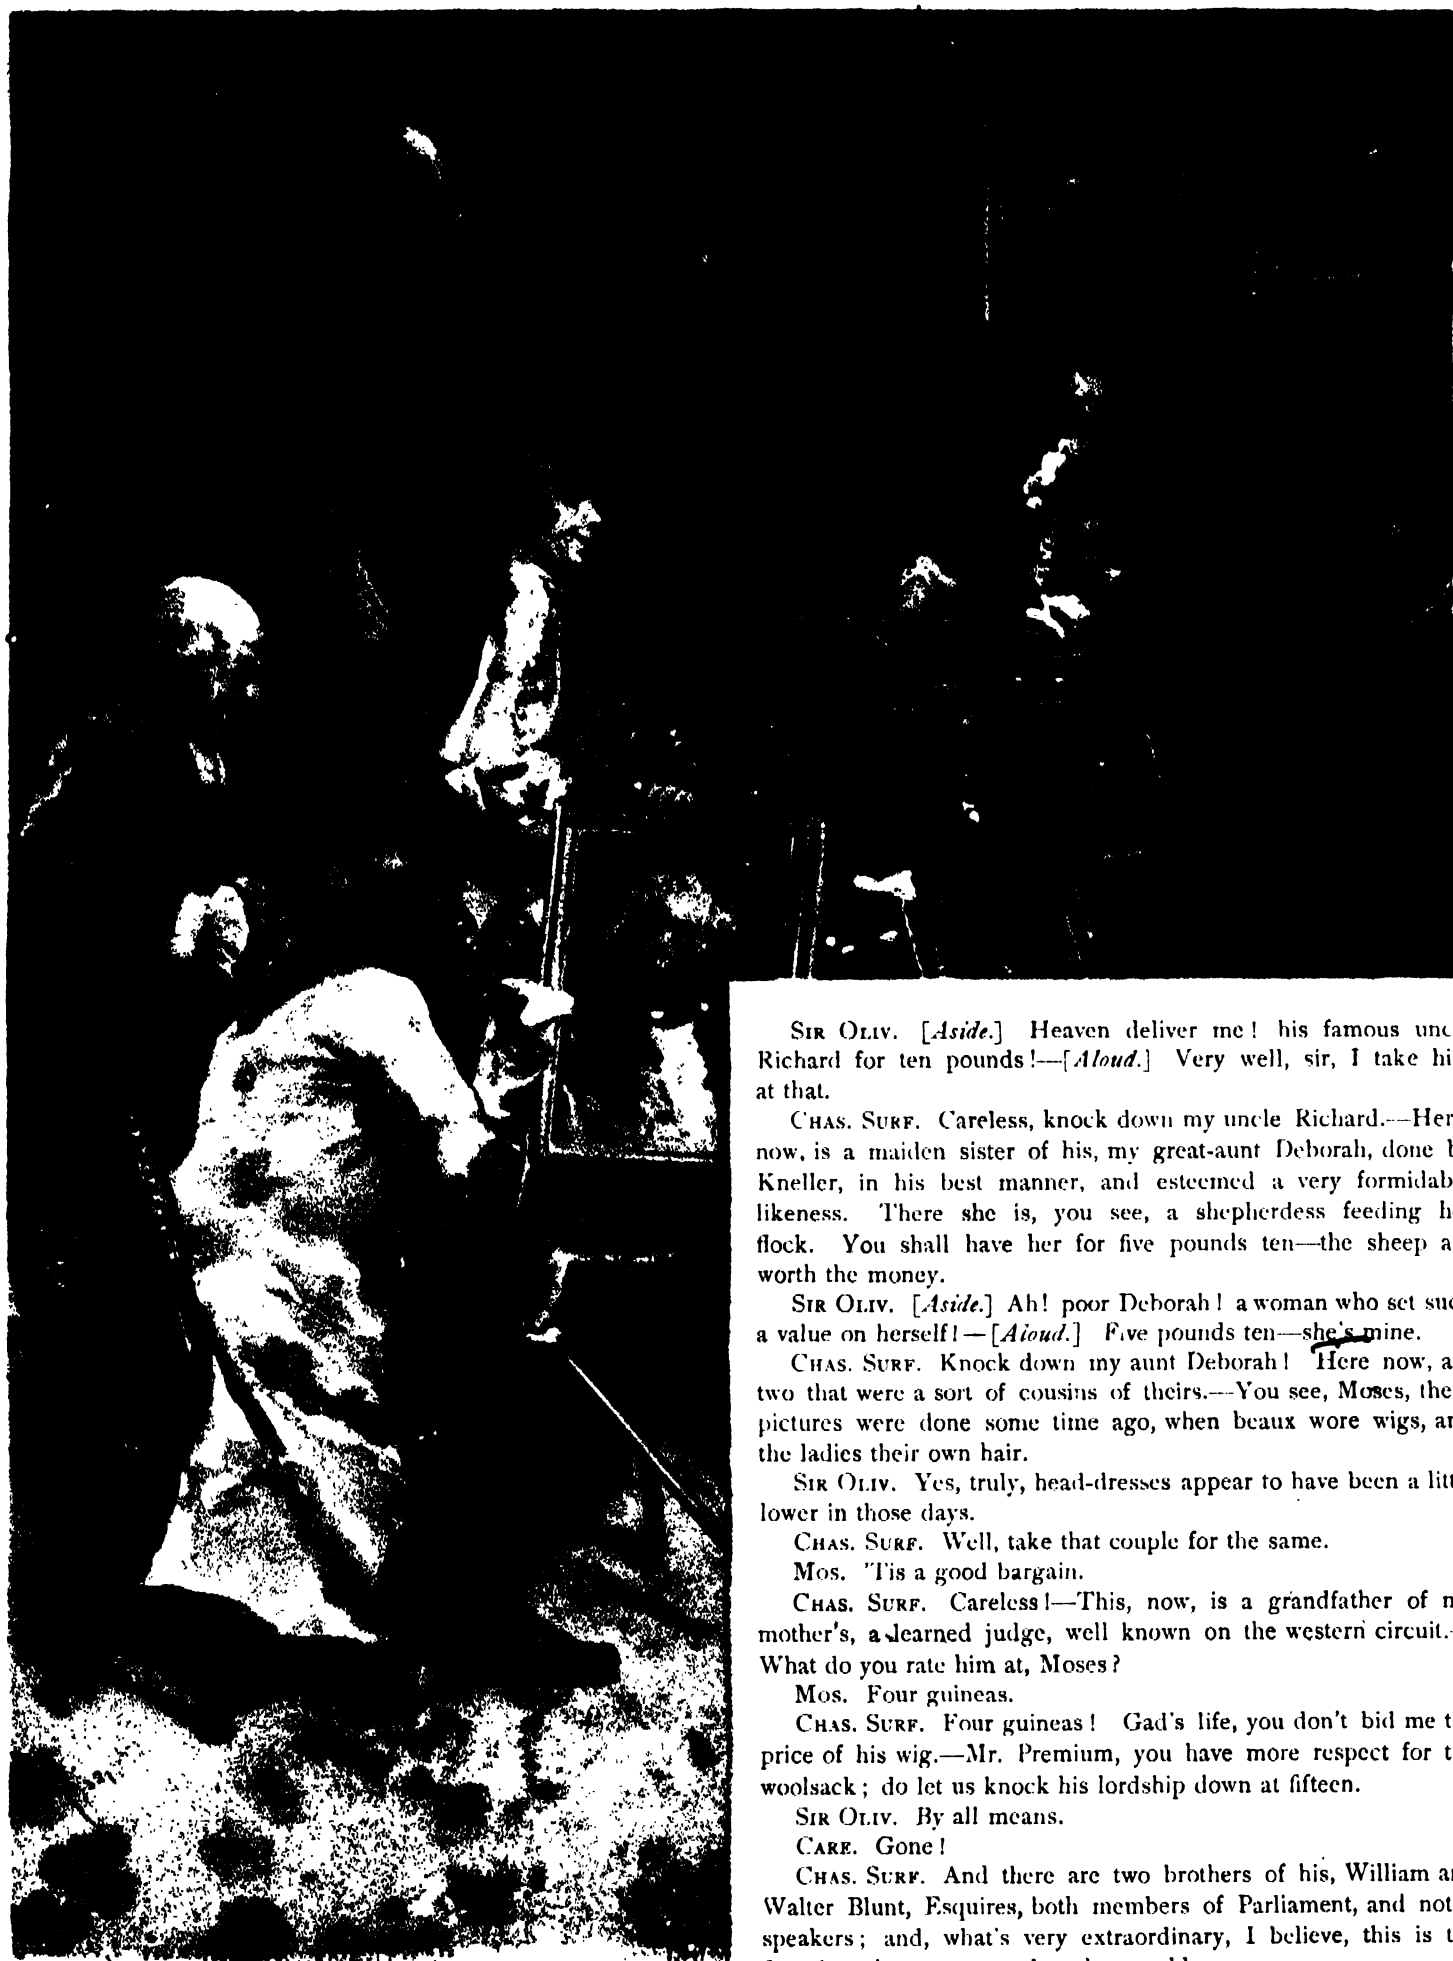 SIR OLIV. [Aside.] Heaven deliver me! his famous unc
Richard for ten pounds!—[Aloud.] Very well, sir, I take hi
at that.
CHAS. SURF. Careless, knock down my uncle Richard.—Her
now, is a maiden sister of his, my great-aunt Deborah, done b
Kneller, in his best manner, and esteemed a very formidab
likeness. There she is, you see, a shepherdess feeding h
flock. You shall have her for five pounds ten—the sheep a
worth the money.
SIR OLIV. [Aside.] Ah! poor Deborah! a woman who set suc
a value on herself!—[Aloud.] Five pounds ten—she's mine.
CHAS. SURF. Knock down my aunt Deborah! Here now, a
two that were a sort of cousins of theirs.—You see, Moses, the
pictures were done some time ago, when beaux wore wigs, an
the ladies their own hair.
SIR OLIV. Yes, truly, head-dresses appear to have been a litt
lower in those days.
CHAS. SURF. Well, take that couple for the same.
MOS. 'Tis a good bargain.
CHAS. SURF. Careless!—This, now, is a grandfather of m
mother's, a learned judge, well known on the western circuit.—
What do you rate him at, Moses?
MOS. Four guineas.
CHAS. SURF. Four guineas! Gad's life, you don't bid me t
price of his wig.—Mr. Premium, you have more respect for t
woolsack; do let us knock his lordship down at fifteen.
SIR OLIV. By all means.
CARE. Gone!
CHAS. SURF. And there are two brothers of his, William a
Walter Blunt, Esquires, both members of Parliament, and not
speakers; and, what's very extraordinary, I believe, this is t